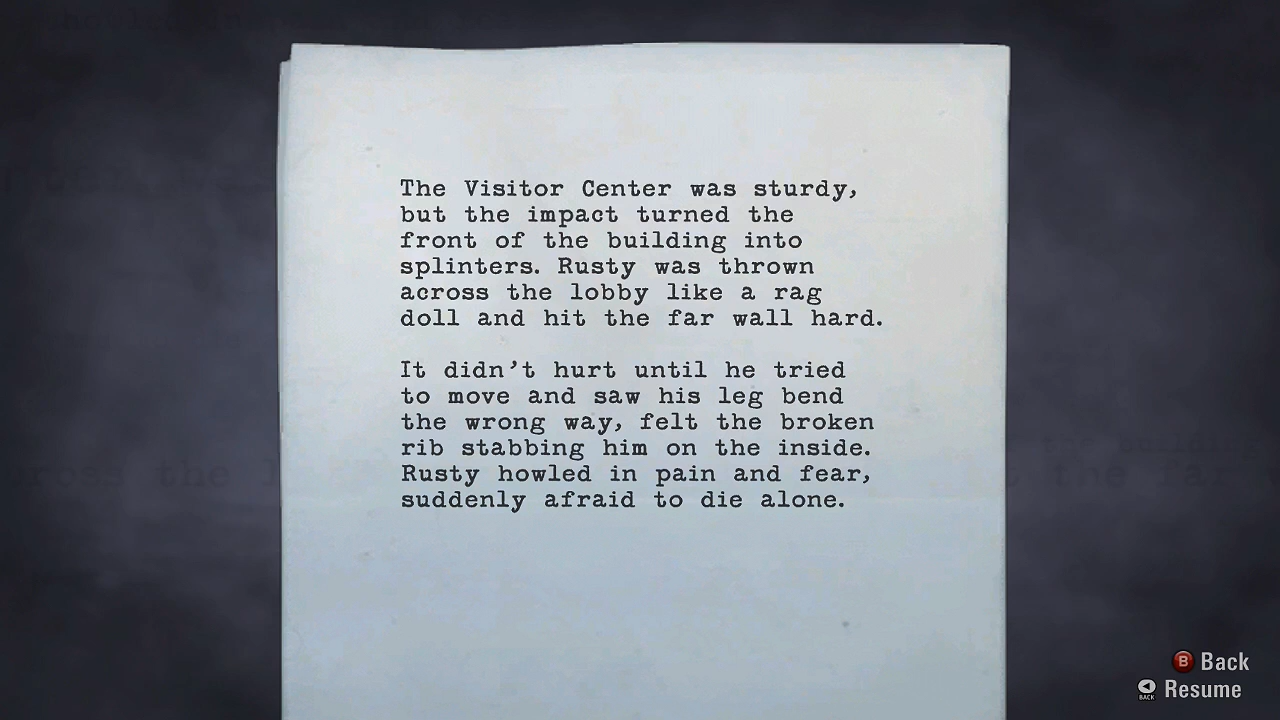 The Visitor Center was sturdy,
but the impact turned the
front of the building into
splinters. Rusty was thrown
across the lobby like a rag
doll and hit the far wall hard.
It didn't hurt until he tried
to move and saw his leg bend
the wrong way, felt the broken
rib stabbing him on the inside.
Rusty howled in pain and fear,
suddenly afraid to die alone.
B Back
BACK Resume